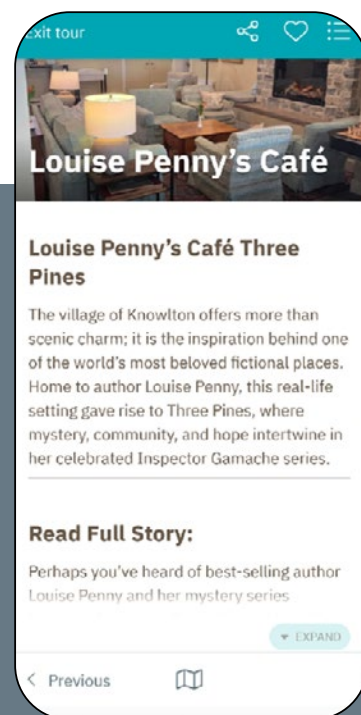 Exit tour
Louise Penny's Café
Louise Penny's Café Three
Pines
The village of Knowlton offers more than
scenic charm; it is the inspiration behind one
of the world's most beloved fictional places.
Home to author Louise Penny, this real-life
setting gave rise to Three Pines, where
mystery, community, and hope intertwine in
her celebrated Inspector Gamache series.
Read Full Story:
Perhaps you've heard of best-selling author
Louise Penny and her mystery series
EXPAND
Previous